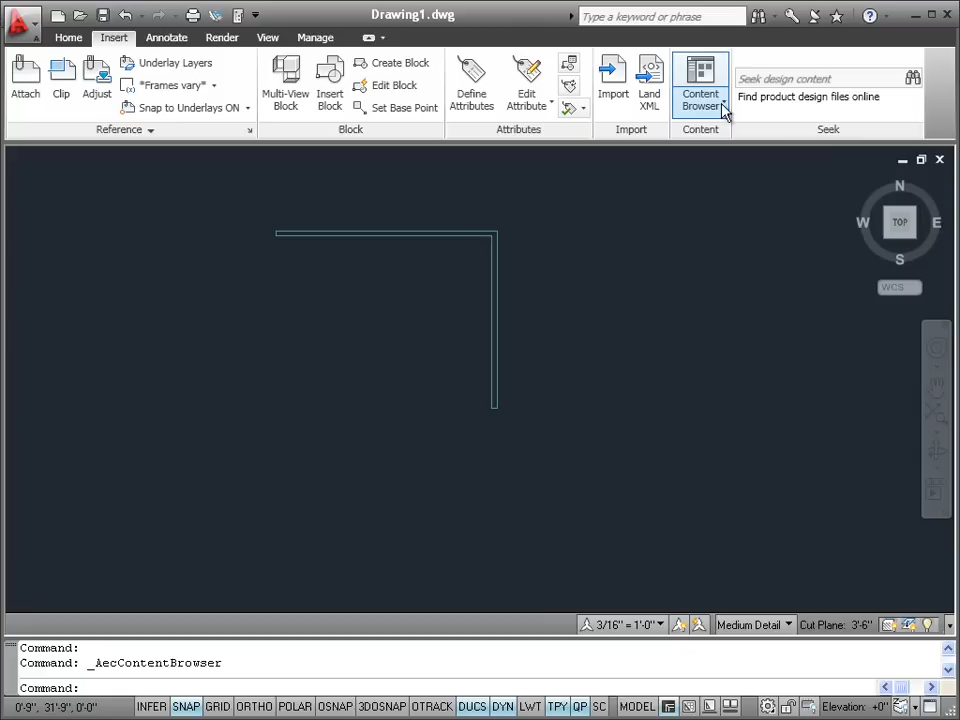 Drawing1.dwg
Type a keyword or phrase
Home Insert Annotate Render View Manage
Attach Clip Adjust
Underlay Layers
*Frames vary*
Snap to Underlays ON
Reference
Multi-View Block
Insert Block
Create Block
Edit Block
Set Base Point
Block
Define Attributes
Edit Attribute
Attributes
Import
Land XML
Import
Content Browser
Content
Seek design content
Find product design files online
Seek
N
W TOP E
S
WCS
3/16" = 1'-0" Medium Detail Cut Plane: 3'-6"
Command:
Command: _AecContentBrowser
Command:
0'-9", 31'-9", 0'-0" INFER SNAP GRID ORTHO POLAR OSNAP 3DOSNAP OTRACK DUCS DYN LWT TPY QP SC MODEL Elevation: +0"